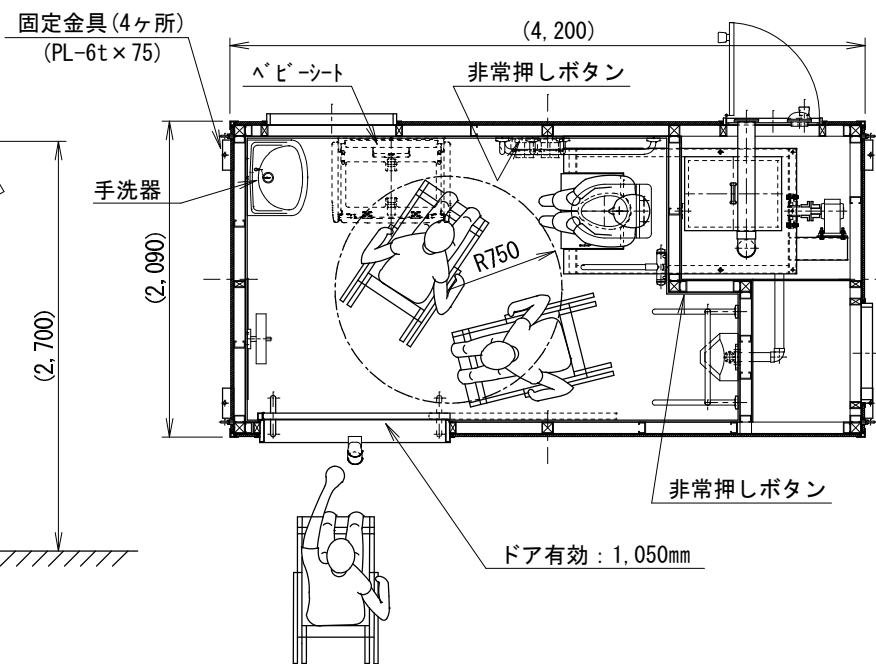 固定金具(4ヶ所)
(PL-6t×75)
(4,200)
ベビーシート
非常押しボタン
手洗器
(2,090)
(2,700)
R750
非常押しボタン
ドア有効：1,050mm